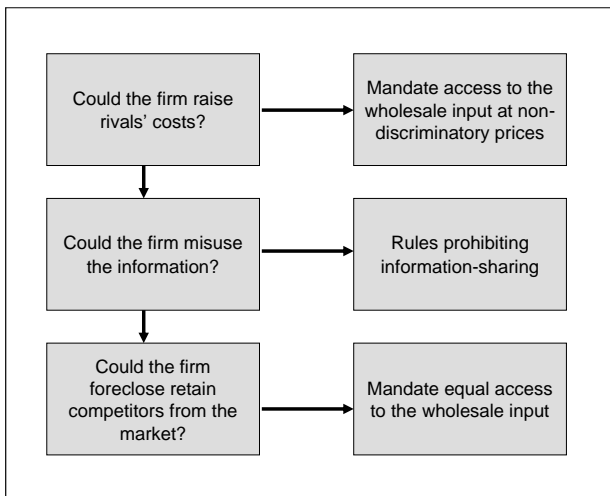 Could the firm raise
rivals’ costs?
Mandate access to the
wholesale input at non-
discriminatory prices
Could the firm misuse
the information?
Rules prohibiting
information-sharing
Could the firm
foreclose retain
competitors from the
market?
Mandate equal access
to the wholesale input